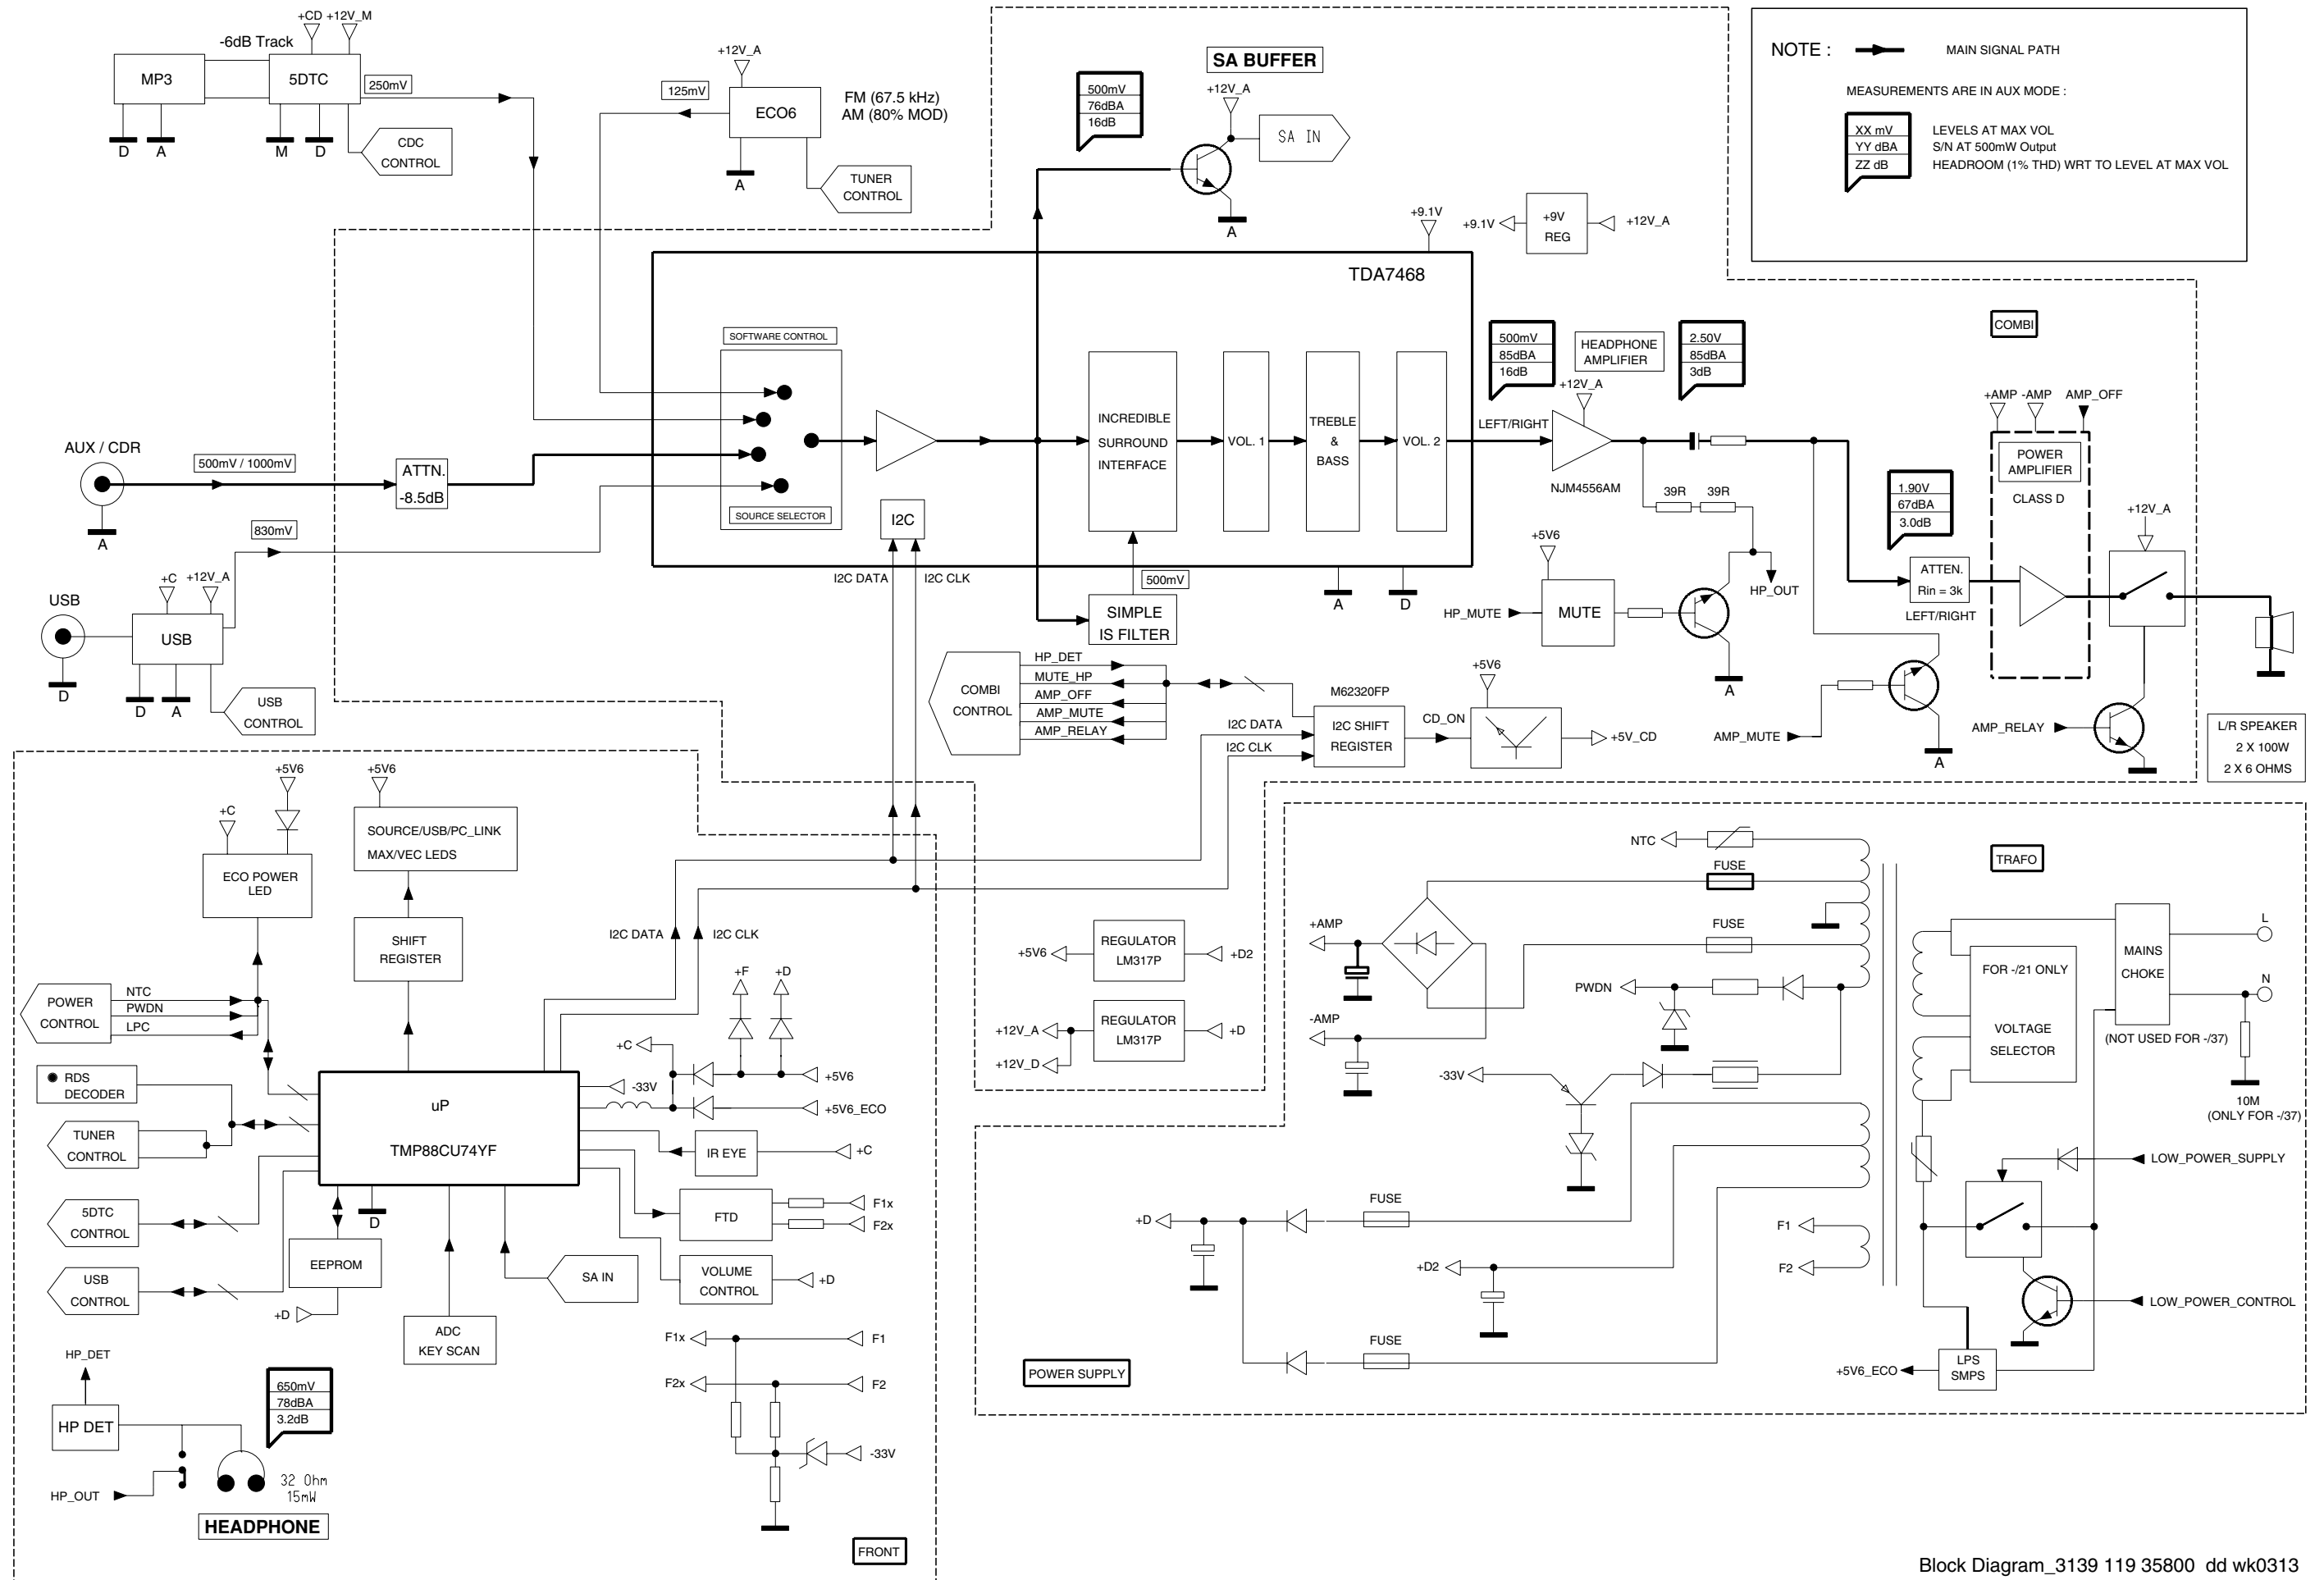 +CD
+12V_M
-6dB Track
MP3
5DTC
250mV
D
A
M
D
CDC
CONTROL
+12V_A
125mV
ECO6
FM (67.5 kHz)
AM (80% MOD)
A
TUNER
CONTROL
500mV
76dBA
16dB
SA BUFFER
+12V_A
SA IN
A
NOTE :
MAIN SIGNAL PATH
MEASUREMENTS ARE IN AUX MODE :
XX mV
LEVELS AT MAX VOL
YY dBA
S/N AT 500mW Output
ZZ dB
HEADROOM (1% THD) WRT TO LEVEL AT MAX VOL
+9.1V
+9.1V
+9V
REG
+12V_A
TDA7468
SOFTWARE CONTROL
SOURCE SELECTOR
I2C
INCREDIBLE
SURROUND
INTERFACE
VOL. 1
TREBLE
&
BASS
VOL. 2
500mV
85dBA
16dB
HEADPHONE
AMPLIFIER
+12V_A
2.50V
85dBA
3dB
LEFT/RIGHT
NJM4556AM
39R
39R
COMBI
+AMP
-AMP
AMP_OFF
POWER
AMPLIFIER
CLASS D
+12V_A
1.90V
67dBA
3.0dB
ATTEN.
Rin = 3k
LEFT/RIGHT
AUX / CDR
500mV / 1000mV
ATTN.
-8.5dB
A
830mV
+C
+12V_A
USB
USB
D
D
A
USB
CONTROL
I2C DATA
I2C CLK
500mV
SIMPLE
IS FILTER
A
D
+5V6
HP_MUTE
MUTE
HP_OUT
A
COMBI
CONTROL
HP_DET
MUTE_HP
AMP_OFF
AMP_MUTE
AMP_RELAY
I2C DATA
I2C CLK
M62320FP
I2C SHIFT
REGISTER
CD_ON
+5V6
+5V_CD
AMP_MUTE
A
AMP_RELAY
L/R SPEAKER
2 X 100W
2 X 6 OHMS
+5V6
+C
ECO POWER
LED
+5V6
SOURCE/USB/PC_LINK
MAX/VEC LEDS
SHIFT
REGISTER
I2C DATA
I2C CLK
POWER
CONTROL
NTC
PWDN
LPC
RDS
DECODER
TUNER
CONTROL
5DTC
CONTROL
USB
CONTROL
uP
TMP88CU74YF
D
EEPROM
+D
ADC
KEY SCAN
SA IN
+F
+D
+C
-33V
+5V6
+5V6_ECO
IR EYE
+C
FTD
F1x
F2x
VOLUME
CONTROL
+D
F1x
F1
F2x
F2
-33V
HP_DET
HP DET
650mV
78dBA
3.2dB
HP_OUT
32 Ohm
15mW
HEADPHONE
FRONT
+5V6
REGULATOR
LM317P
+D2
+12V_A
+12V_D
REGULATOR
LM317P
+D
NTC
FUSE
FUSE
+AMP
-AMP
PWDN
-33V
TRAFO
MAINS
CHOKE
L
N
FOR -/21 ONLY
VOLTAGE
SELECTOR
(NOT USED FOR -/37)
10M
(ONLY FOR -/37)
LOW_POWER_SUPPLY
LOW_POWER_CONTROL
+D
FUSE
+D2
FUSE
F1
F2
LPS
SMPS
+5V6_ECO
POWER SUPPLY
Block Diagram_3139 119 35800 dd wk0313